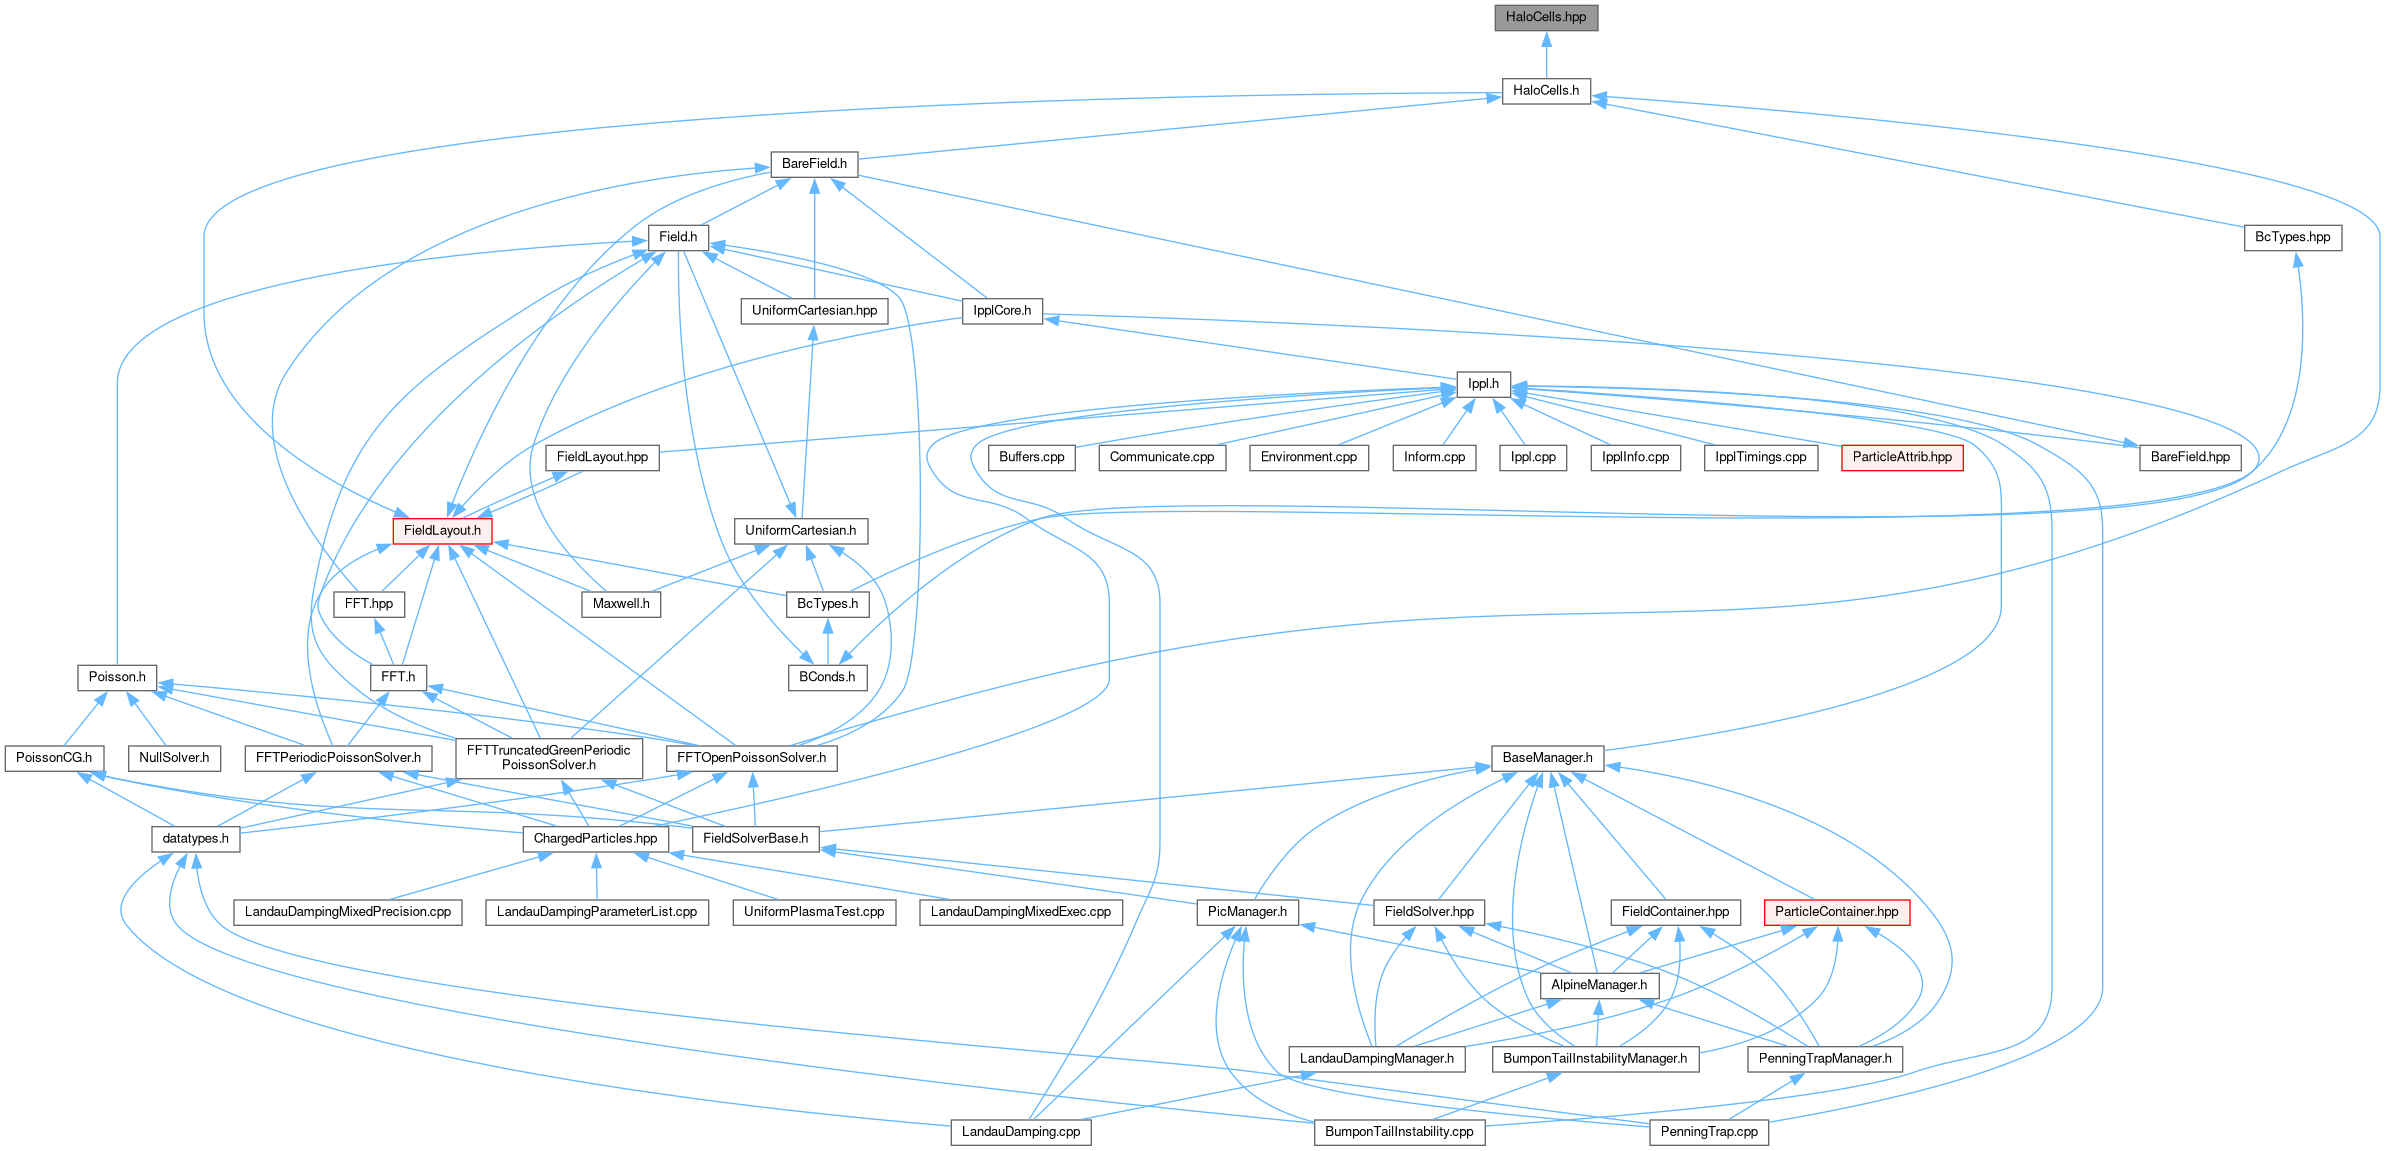 HaloCells.hpp
HaloCells.h
BareField.h
Field.h
BcTypes.hpp
UniformCartesian.hpp
IpplCore.h
Ippl.h
FieldLayout.hpp
Buffers.cpp
Communicate.cpp
Environment.cpp
Inform.cpp
Ippl.cpp
IpplInfo.cpp
IpplTimings.cpp
ParticleAttrib.hpp
BareField.hpp
FieldLayout.h
UniformCartesian.h
FFT.hpp
Maxwell.h
BcTypes.h
Poisson.h
FFT.h
BConds.h
PoissonCG.h
NullSolver.h
FFTPeriodicPoissonSolver.h
FFTTruncatedGreenPeriodic
PoissonSolver.h
FFTOpenPoissonSolver.h
BaseManager.h
datatypes.h
ChargedParticles.hpp
FieldSolverBase.h
LandauDampingMixedPrecision.cpp
LandauDampingParameterList.cpp
UniformPlasmaTest.cpp
LandauDampingMixedExec.cpp
PicManager.h
FieldSolver.hpp
FieldContainer.hpp
ParticleContainer.hpp
AlpineManager.h
LandauDampingManager.h
BumponTailInstabilityManager.h
PenningTrapManager.h
LandauDamping.cpp
BumponTailInstability.cpp
PenningTrap.cpp